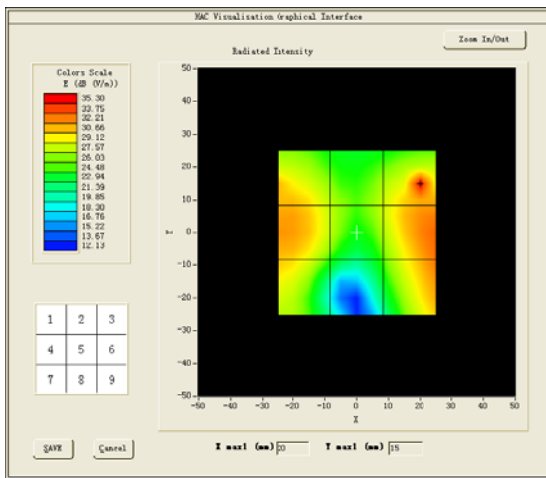 HAC Visualisation Graphical Interface
Zoom In/Out
Radiated Intensity
Colors Scale
E (dB (V/m))
35.30
33.75
32.21
30.66
29.12
27.57
26.03
24.48
22.94
21.39
19.85
18.30
16.76
15.22
13.67
12.13
50
40
30
20
10
0
-10
-20
-30
-40
-50
Y
-50 -40 -30 -20 -10 0 10 20 30 40 50
X
1 2 3
4 5 6
7 8 9
SAVE
Cancel
X max1 (mm) 20
Y max1 (mm) 15